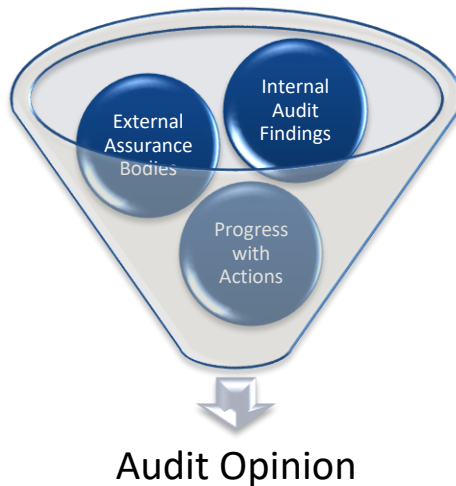 External
Assurance
Bodies
Internal
Audit
Findings
Progress
with
Actions
Audit Opinion